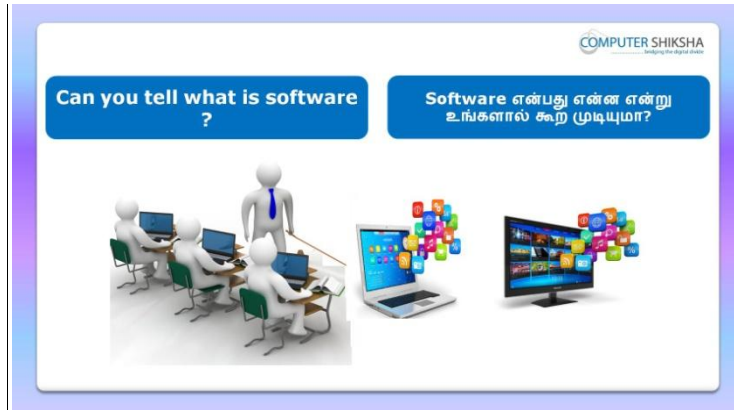 COMPUTER SHIKSHA
bridging the digital divide
Can you tell what is software
?
Software என்பது என்ன என்று
உங்களால் கூற முடியுமா?